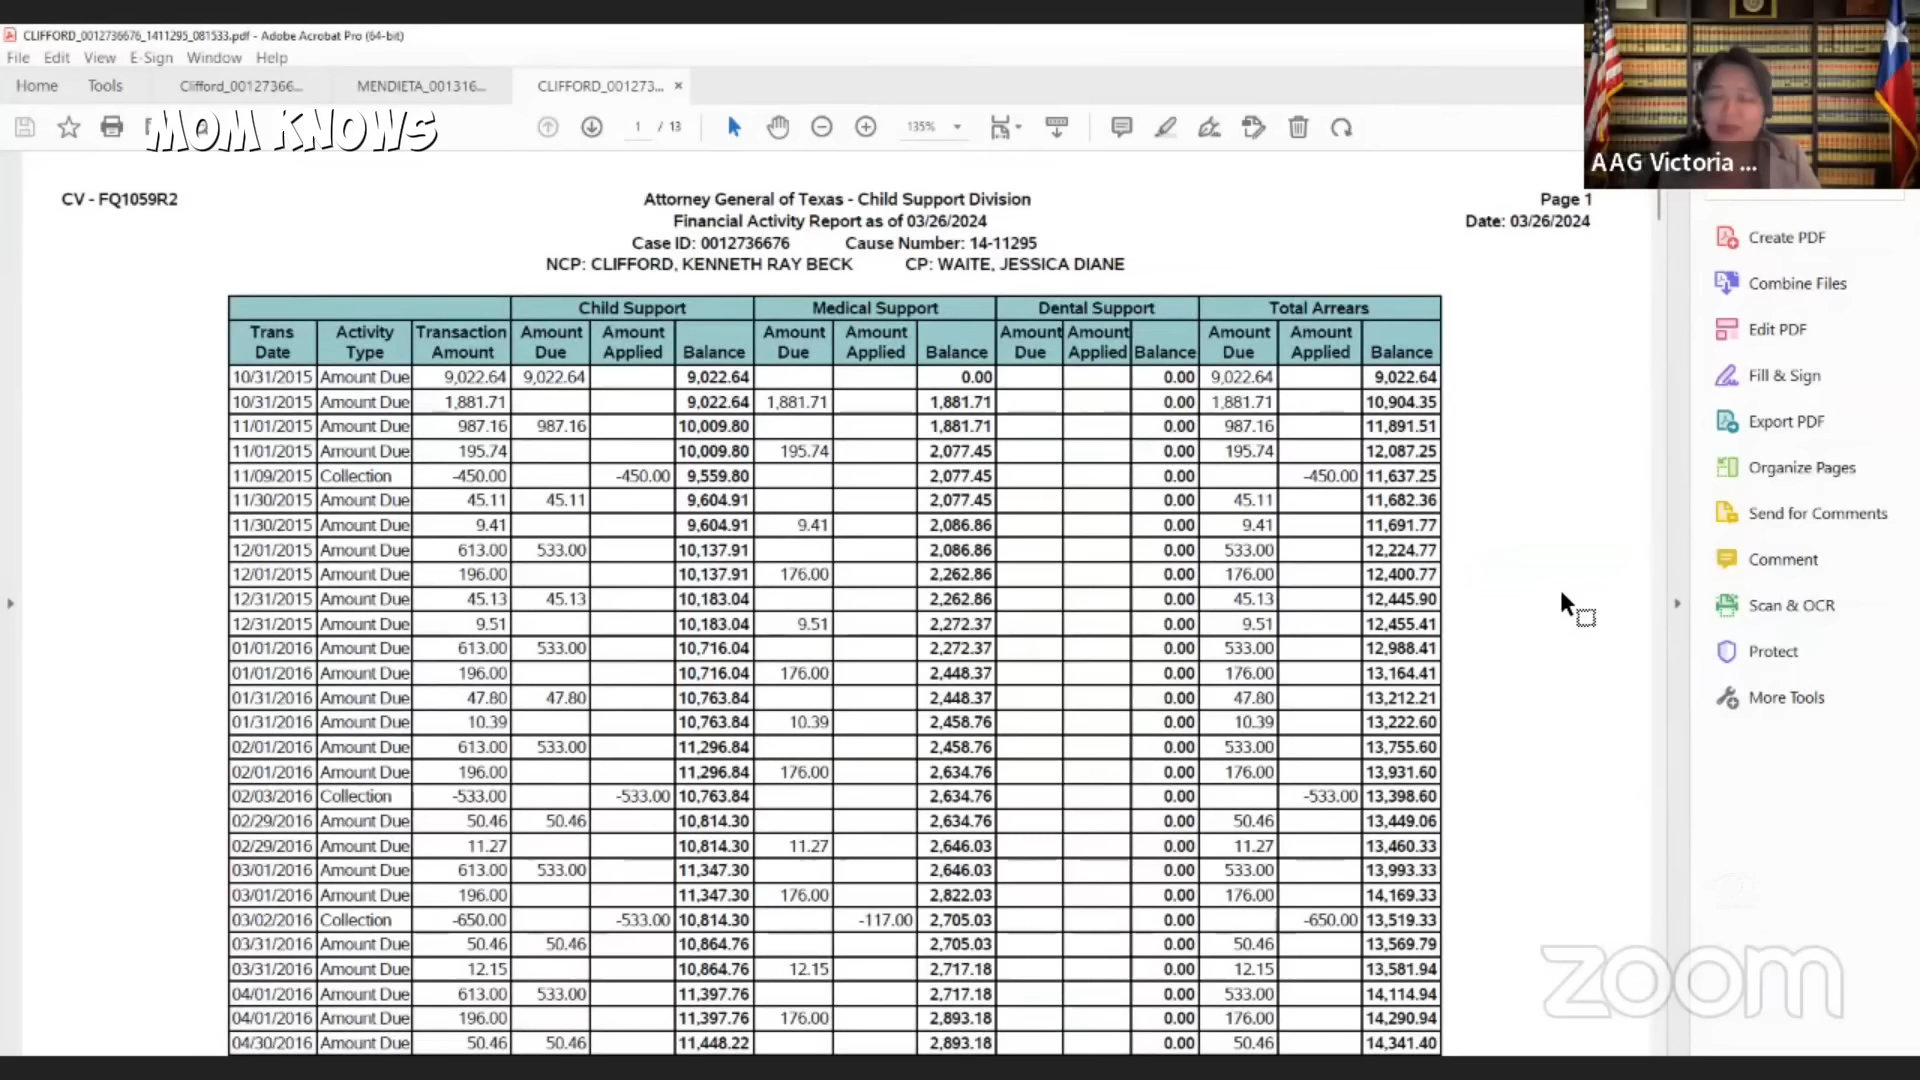 CLIFFORD_0012736676_1411295_081533.pdf - Adobe Acrobat Pro (64-bit)
File Edit View E-Sign Window Help
Home Tools Clifford_00127366... MENDIETA_001316... CLIFFORD_001273... ×
MOM KNOWS
1 / 13 135%
AAG Victoria ...
CV - FQ1059R2 Attorney General of Texas - Child Support Division Page 1
Financial Activity Report as of 03/26/2024 Date: 03/26/2024
Case ID: 0012736676 Cause Number: 14-11295
NCP: CLIFFORD, KENNETH RAY BECK CP: WAITE, JESSICA DIANE
Child Support Medical Support Dental Support Total Arrears
Trans Date Activity Type Transaction Amount Amount Due Amount Applied Balance Amount Due Amount Applied Balance Amount Due Amount Applied Balance Amount Due Amount Applied Balance
10/31/2015 Amount Due 9,022.64 9,022.64 9,022.64 0.00 0.00 9,022.64 9,022.64
10/31/2015 Amount Due 1,881.71 9,022.64 1,881.71 1,881.71 0.00 1,881.71 10,904.35
11/01/2015 Amount Due 987.16 987.16 10,009.80 1,881.71 0.00 987.16 11,891.51
11/01/2015 Amount Due 195.74 10,009.80 195.74 2,077.45 0.00 195.74 12,087.25
11/09/2015 Collection -450.00 -450.00 9,559.80 2,077.45 0.00 -450.00 11,637.25
11/30/2015 Amount Due 45.11 45.11 9,604.91 2,077.45 0.00 45.11 11,682.36
11/30/2015 Amount Due 9.41 9,604.91 9.41 2,086.86 0.00 9.41 11,691.77
12/01/2015 Amount Due 613.00 533.00 10,137.91 2,086.86 0.00 533.00 12,224.77
12/01/2015 Amount Due 196.00 10,137.91 176.00 2,262.86 0.00 176.00 12,400.77
12/31/2015 Amount Due 45.13 45.13 10,183.04 2,262.86 0.00 45.13 12,445.90
12/31/2015 Amount Due 9.51 10,183.04 9.51 2,272.37 0.00 9.51 12,455.41
01/01/2016 Amount Due 613.00 533.00 10,716.04 2,272.37 0.00 533.00 12,988.41
01/01/2016 Amount Due 196.00 10,716.04 176.00 2,448.37 0.00 176.00 13,164.41
01/31/2016 Amount Due 47.80 47.80 10,763.84 2,448.37 0.00 47.80 13,212.21
01/31/2016 Amount Due 10.39 10,763.84 10.39 2,458.76 0.00 10.39 13,222.60
02/01/2016 Amount Due 613.00 533.00 11,296.84 2,458.76 0.00 533.00 13,755.60
02/01/2016 Amount Due 196.00 11,296.84 176.00 2,634.76 0.00 176.00 13,931.60
02/03/2016 Collection -533.00 -533.00 10,763.84 2,634.76 0.00 -533.00 13,398.60
02/29/2016 Amount Due 50.46 50.46 10,814.30 2,634.76 0.00 50.46 13,449.06
02/29/2016 Amount Due 11.27 10,814.30 11.27 2,646.03 0.00 11.27 13,460.33
03/01/2016 Amount Due 613.00 533.00 11,347.30 2,646.03 0.00 533.00 13,993.33
03/01/2016 Amount Due 196.00 11,347.30 176.00 2,822.03 0.00 176.00 14,169.33
03/02/2016 Collection -650.00 -533.00 10,814.30 -117.00 2,705.03 0.00 -650.00 13,519.33
03/31/2016 Amount Due 50.46 50.46 10,864.76 2,705.03 0.00 50.46 13,569.79
03/31/2016 Amount Due 12.15 10,864.76 12.15 2,717.18 0.00 12.15 13,581.94
04/01/2016 Amount Due 613.00 533.00 11,397.76 2,717.18 0.00 533.00 14,114.94
04/01/2016 Amount Due 196.00 11,397.76 176.00 2,893.18 0.00 176.00 14,290.94
04/30/2016 Amount Due 50.46 50.46 11,448.22 2,893.18 0.00 50.46 14,341.40
Create PDF
Combine Files
Edit PDF
Fill & Sign
Export PDF
Organize Pages
Send for Comments
Comment
Scan & OCR
Protect
More Tools
zoom